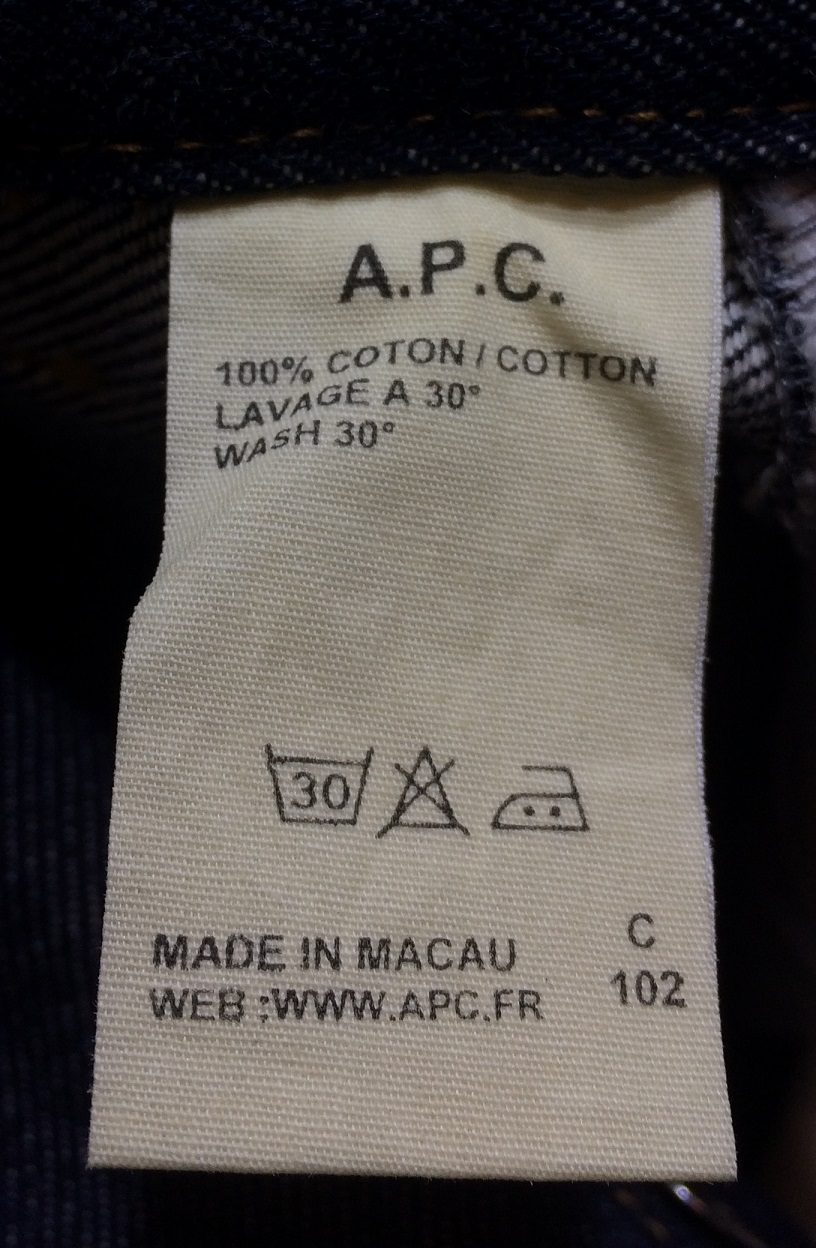 A.P.C.
100% COTON / COTTON
LAVAGE A 30°
WASH 30°
30
C
MADE IN MACAU
102
WEB :WWW.APC.FR